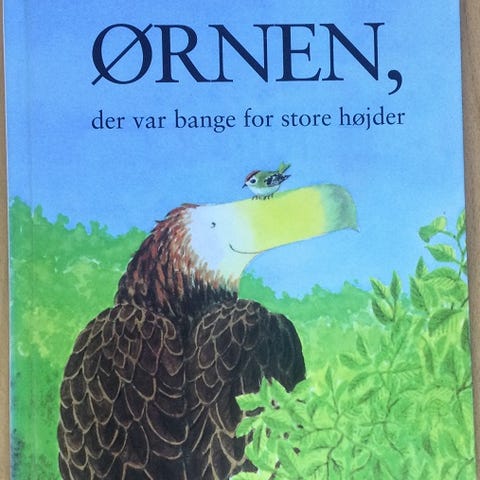 ØRNEN,
der var bange for store højder